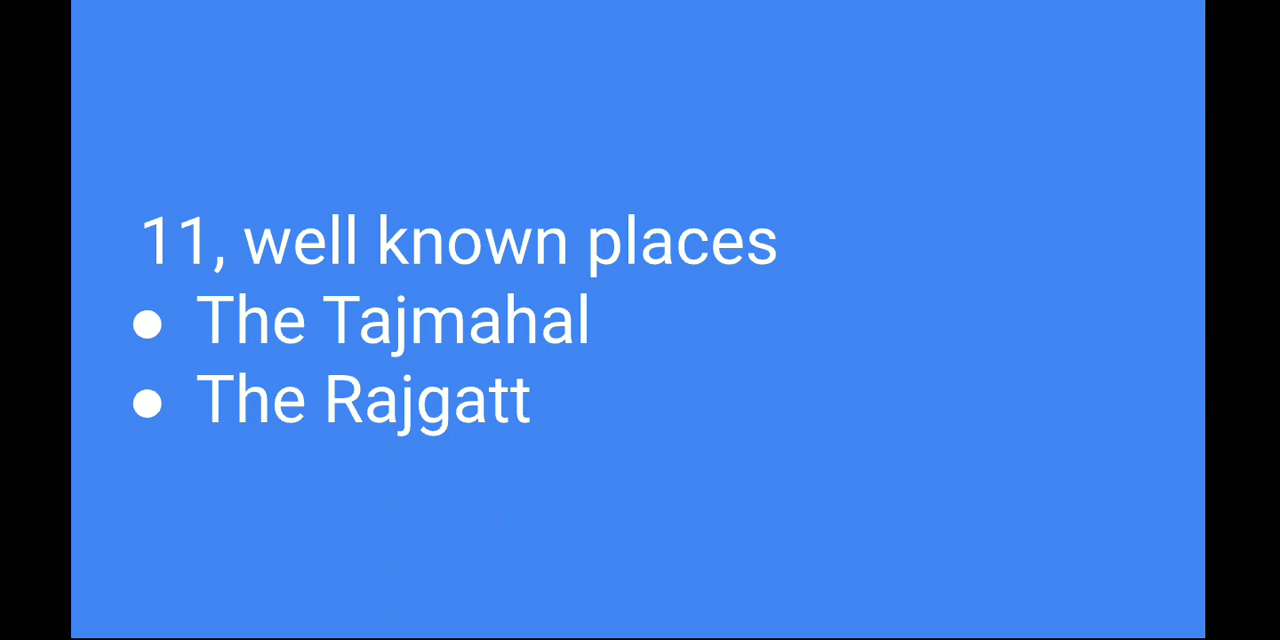 11, well known places
● The Tajmahal
● The Rajgatt